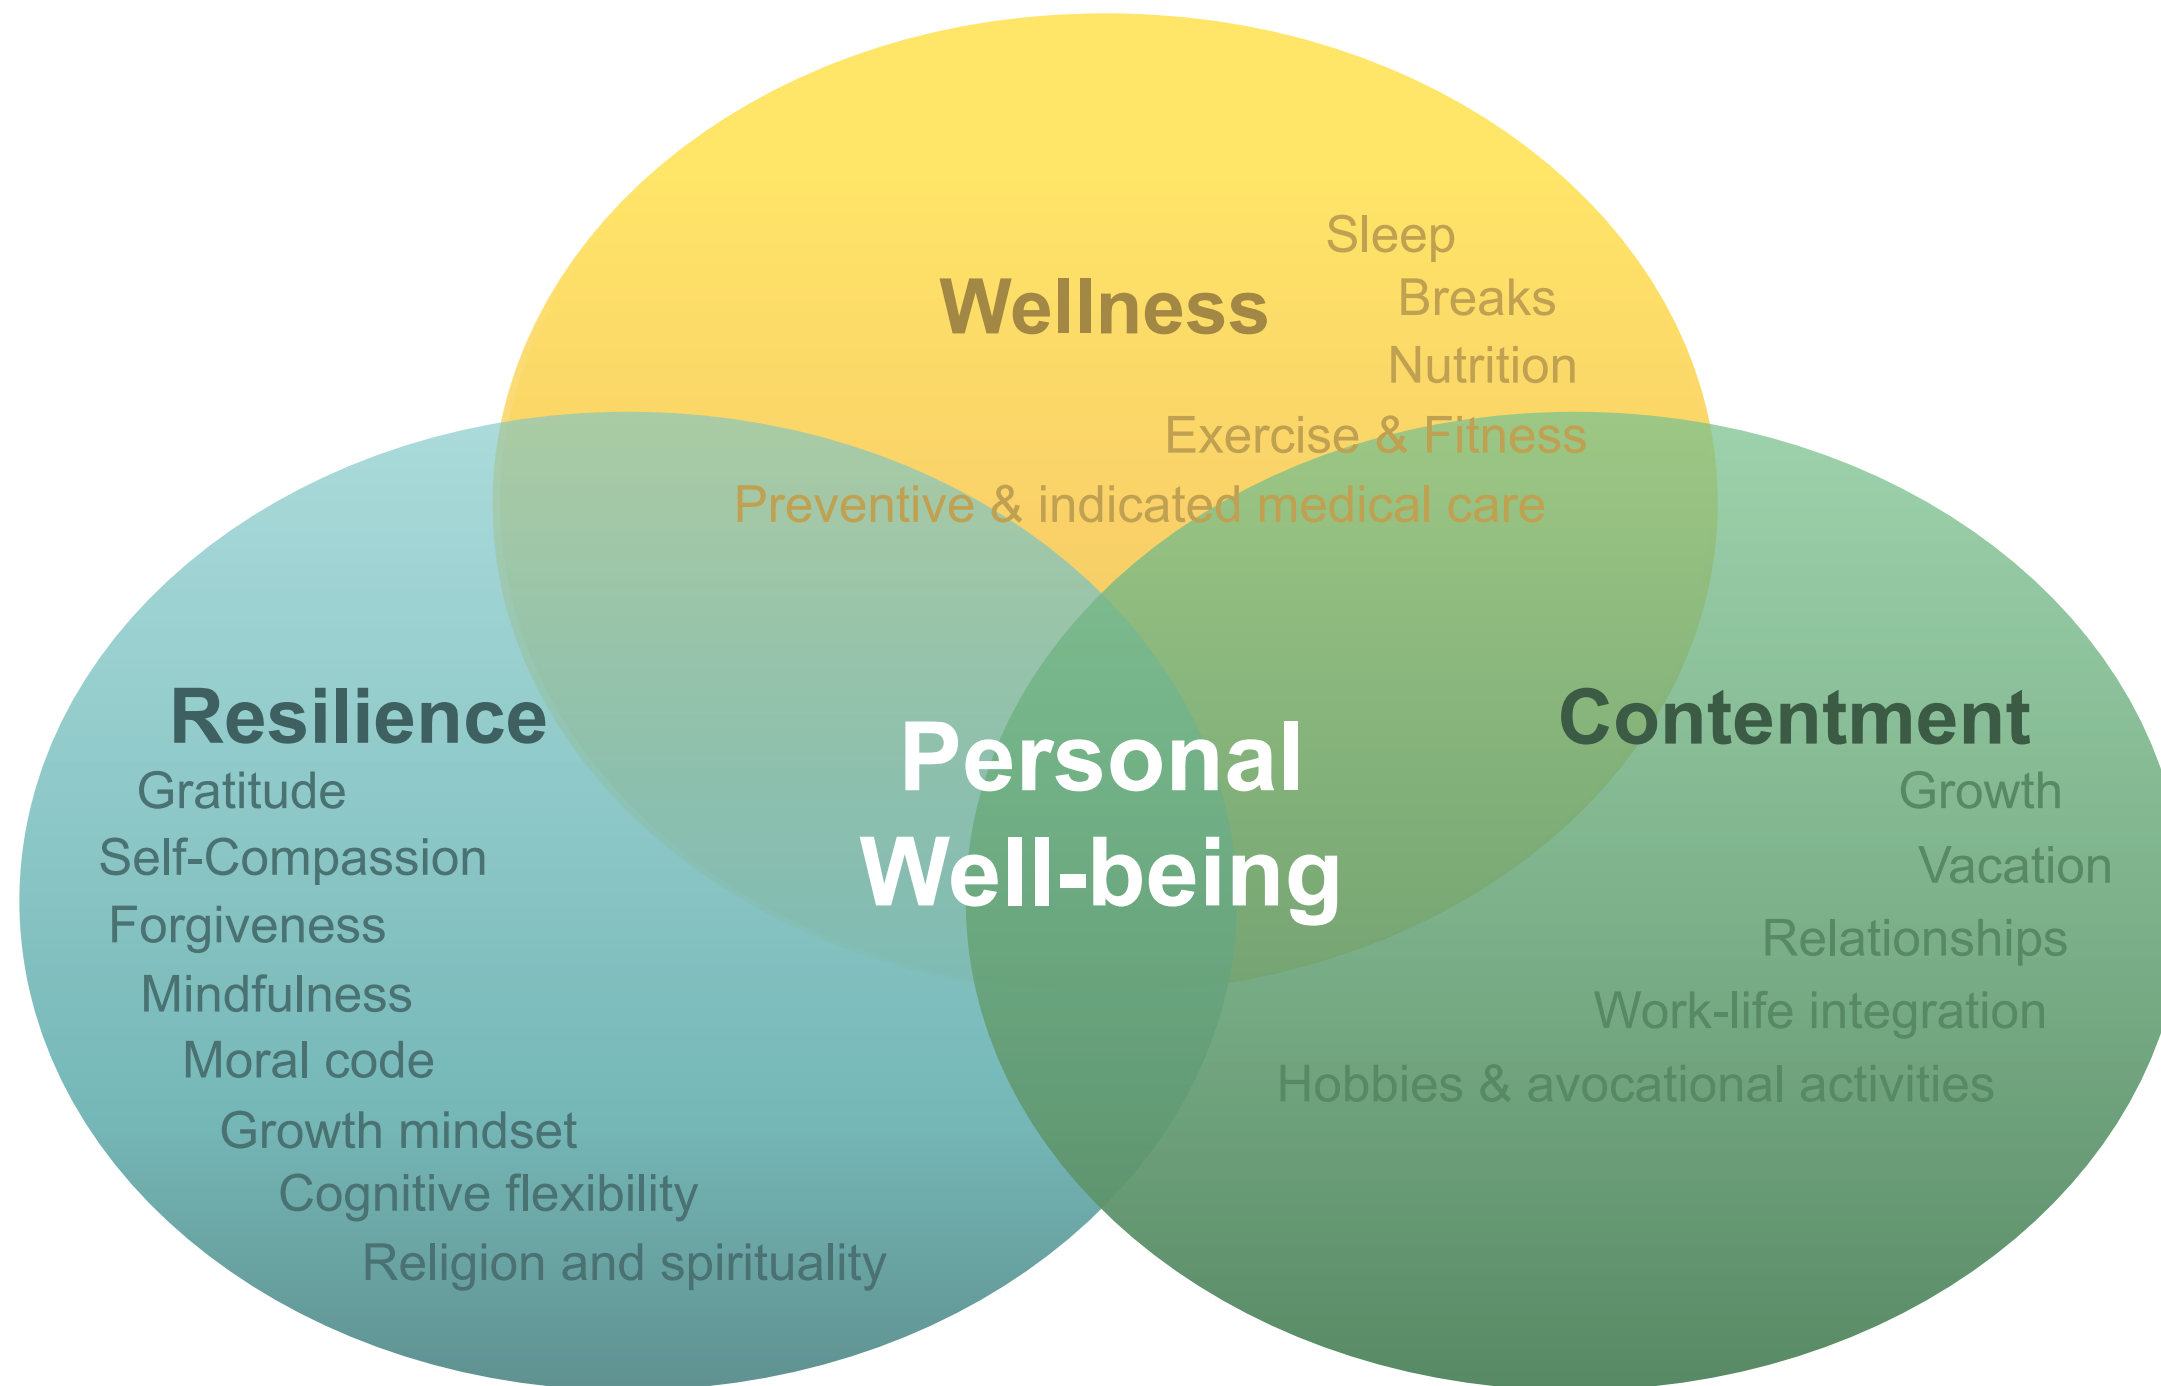 Wellness
Sleep
Breaks
Nutrition
Exercise & Fitness
Preventive & indicated medical care
Resilience
Gratitude
Self-Compassion
Forgiveness
Mindfulness
Moral code
Growth mindset
Cognitive flexibility
Religion and spirituality
Personal
Well-being
Contentment
Growth
Vacation
Relationships
Work-life integration
Hobbies & avocational activities